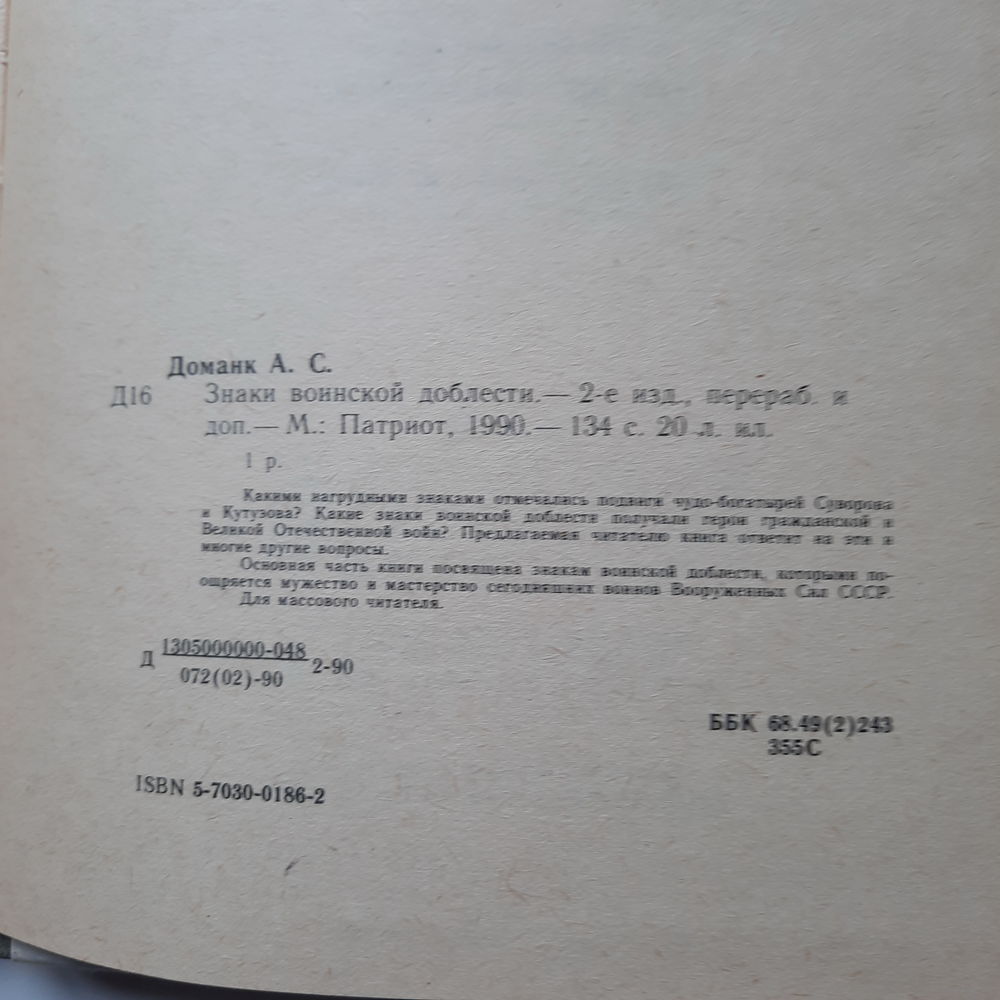 Доманк А. С.
Д16 Знаки воинской доблести.— 2-е изд., перераб. и
доп.— М.: Патриот, 1990.— 134 с. 20 л. ил.
1 р.
Какими нагрудными знаками отмечались подвиги чудо-богатырей Суворова
и Кутузова? Какие знаки воинской доблести получали герои гражданской и
Великой Отечественной войн? Предлагаемая читателю книга ответит на эти и
многие другие вопросы.
Основная часть книги посвящена знакам воинской доблести, которыми по-
ощряется мужество и мастерство сегодняшних воинов Вооруженных Сил СССР.
Для массового читателя.
Д 1305000000-048 2-90
072(02)-90
ББК 68.49(2)243
355С
ISBN 5-7030-0186-2